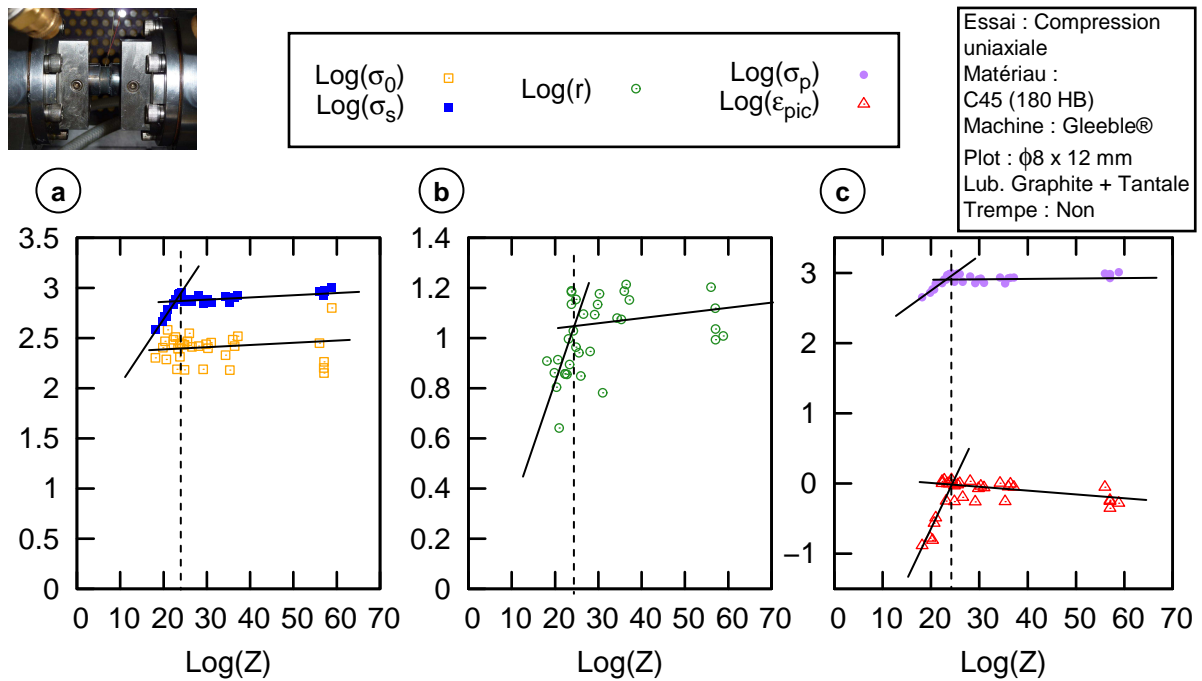 Log(σ0)
Log(σs)
Log(r)
Log(σp)
Log(εpic)
Essai : Compression
uniaxiale
Matériau :
C45 (180 HB)
Machine : Gleeble®
Plot : ϕ8 x 12 mm
Lub. Graphite + Tantale
Trempe : Non
a
3.5
3
2.5
2
1.5
1
0.5
0
0 10 20 30 40 50 60 70
Log(Z)
b
1.4
1.2
1
0.8
0.6
0.4
0.2
0
0 10 20 30 40 50 60 70
Log(Z)
c
3
2
1
0
−1
0 10 20 30 40 50 60 70
Log(Z)